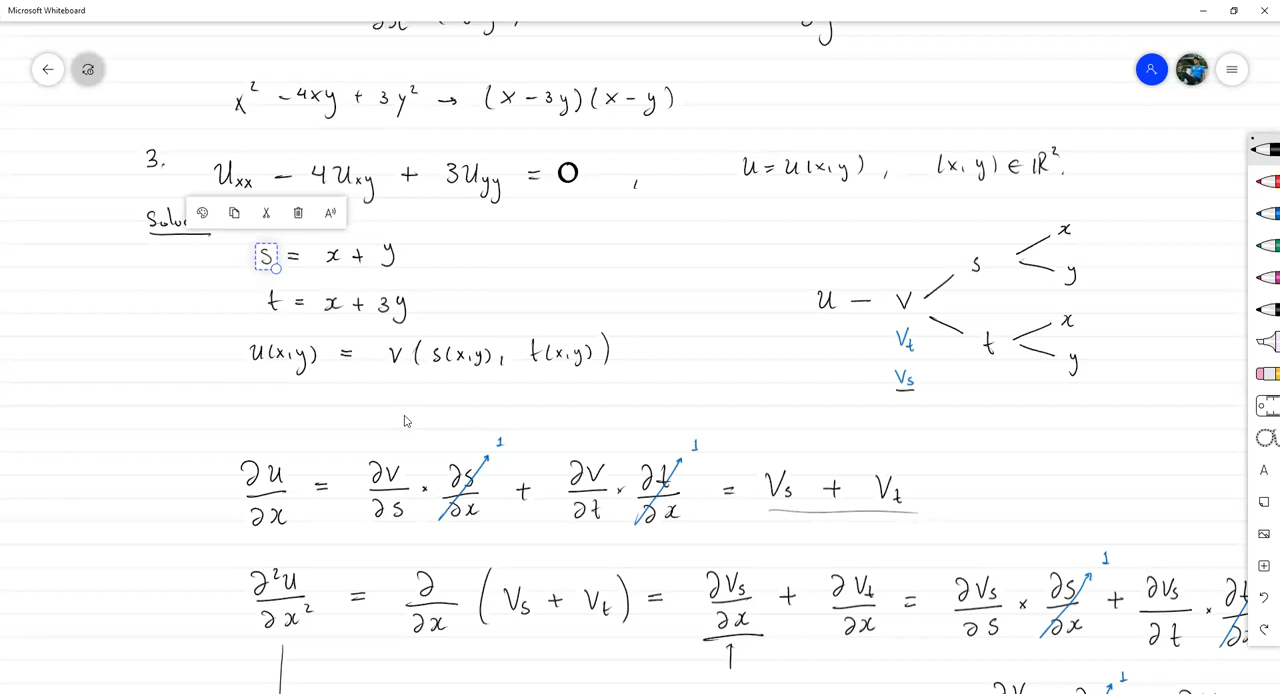 Microsoft Whiteboard
x² - 4xy + 3y² → (x - 3y)(x - y)
3.
Uxx - 4Uxy + 3Uyy = 0 , u = u(x,y) , (x,y) ∈ ℝ².
S = x + y
t = x + 3y
u(x,y) = v( s(x,y), t(x,y) )
u — v
s
x
y
t
x
y
Vt
Vs
∂u/∂x = ∂v/∂s · ∂s/∂x 1 + ∂v/∂t × ∂t/∂x 1 = Vs + Vt
∂²u/∂x² = ∂/∂x ( Vs + Vt ) = ∂Vs/∂x + ∂Vt/∂x = ∂Vs/∂s × ∂s/∂x 1 + ∂Vs/∂t ×
1